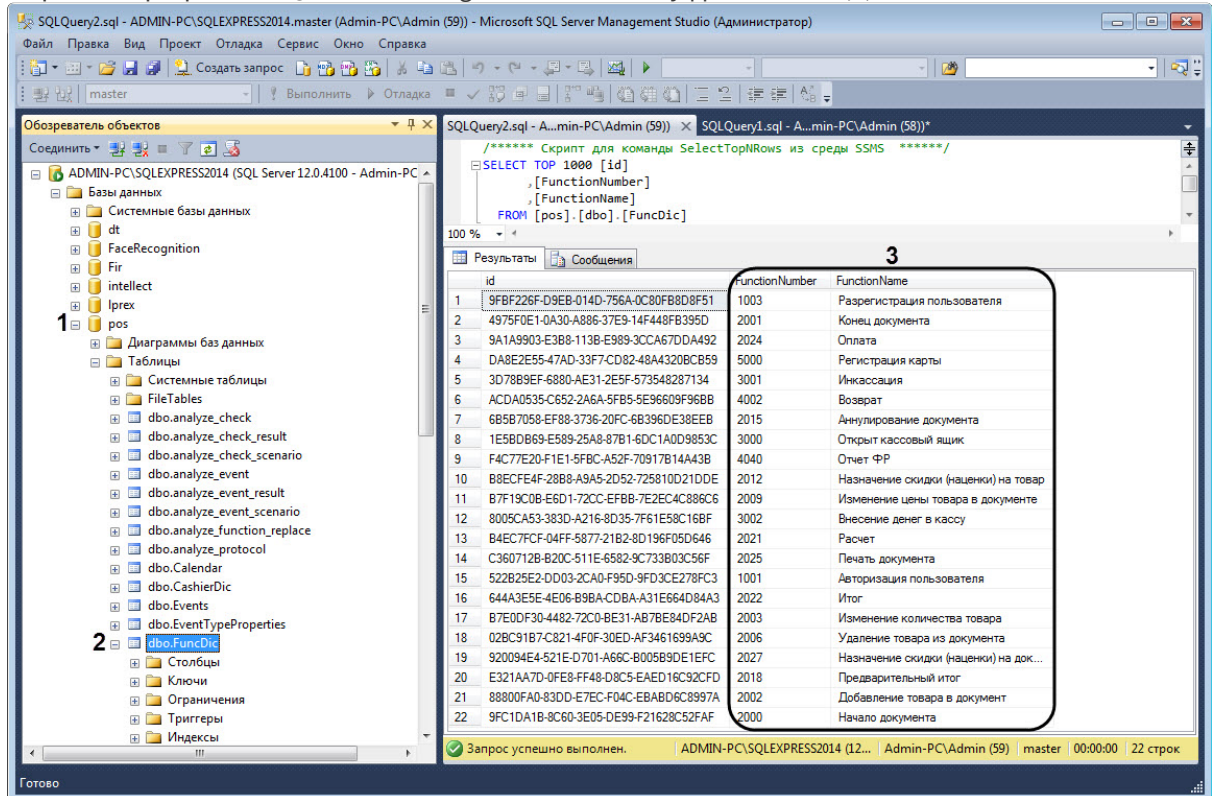 SQLQuery2.sql - ADMIN-PC\SQLEXPRESS2014.master (Admin-PC\Admin (59)) - Microsoft SQL Server Management Studio (Администратор)
Файл Правка Вид Проект Отладка Сервис Окно Справка
Создать запрос
master Выполнить Отладка
Обозреватель объектов
Соединить
ADMIN-PC\SQLEXPRESS2014 (SQL Server 12.0.4100 - Admin-PC
Базы данных
Системные базы данных
dt
FaceRecognition
Fir
intellect
lprex
1 pos
Диаграммы баз данных
Таблицы
Системные таблицы
FileTables
dbo.analyze_check
dbo.analyze_check_result
dbo.analyze_check_scenario
dbo.analyze_event
dbo.analyze_event_result
dbo.analyze_event_scenario
dbo.analyze_function_replace
dbo.analyze_protocol
dbo.Calendar
dbo.CashierDic
dbo.Events
dbo.EventTypeProperties
2 dbo.FuncDic
Столбцы
Ключи
Ограничения
Триггеры
Индексы
SQLQuery2.sql - A...min-PC\Admin (59)) SQLQuery1.sql - A...min-PC\Admin (58))*
/****** Скрипт для команды SelectTopNRows из среды SSMS ******/
SELECT TOP 1000 [id]
,[FunctionNumber]
,[FunctionName]
FROM [pos].[dbo].[FuncDic]
100 %
Результаты Сообщения
3
id FunctionNumber FunctionName
1 9FBF226F-D9EB-014D-756A-0C80FB8D8F51 1003 Разрегистрация пользователя
2 4975F0E1-0A30-A886-37E9-14F448FB395D 2001 Конец документа
3 9A1A9903-E3B8-113B-E989-3CCA67DDA492 2024 Оплата
4 DA8E2E55-47AD-33F7-CD82-48A4320BCB59 5000 Регистрация карты
5 3D78B9EF-6880-AE31-2E5F-573548287134 3001 Инкассация
6 ACDA0535-C652-2A6A-5FB5-5E96609F96BB 4002 Возврат
7 6B5B7058-EF88-3736-20FC-6B396DE38EEB 2015 Аннулирование документа
8 1E5BDB69-E589-25A8-87B1-6DC1A0D9853C 3000 Открыт кассовый ящик
9 F4C77E20-F1E1-5FBC-A52F-70917B14A43B 4040 Отчет ФР
10 B8ECFE4F-28B8-A9A5-2D52-725810D21DDE 2012 Назначение скидки (наценки) на товар
11 B7F19C0B-E6D1-72CC-EFBB-7E2EC4C886C6 2009 Изменение цены товара в документе
12 8005CA53-383D-A216-8D35-7F61E58C16BF 3002 Внесение денег в кассу
13 B4EC7FCF-04FF-5877-21B2-8D196F05D646 2021 Расчет
14 C360712B-B20C-511E-6582-9C733B03C56F 2025 Печать документа
15 522B25E2-DD03-2CA0-F95D-9FD3CE278FC3 1001 Авторизация пользователя
16 644A3E5E-4E06-B9BA-CDBA-A31E664D84A3 2022 Итог
17 B7E0DF30-4482-72C0-BE31-AB7BE84DF2AB 2003 Изменение количества товара
18 02BC91B7-C821-4F0F-30ED-AF3461699A9C 2006 Удаление товара из документа
19 920094E4-521E-D701-A66C-B005B9DE1EFC 2027 Назначение скидки (наценки) на док...
20 E321AA7D-0FE8-FF48-D8C5-EAED16C92CFD 2018 Предварительный итог
21 88800FA0-83DD-E7EC-F04C-EBABD6C8997A 2002 Добавление товара в документ
22 9FC1DA1B-8C60-3E05-DE99-F21628C52FAF 2000 Начало документа
Запрос успешно выполнен. ADMIN-PC\SQLEXPRESS2014 (12... Admin-PC\Admin (59) master 00:00:00 22 строк
Готово